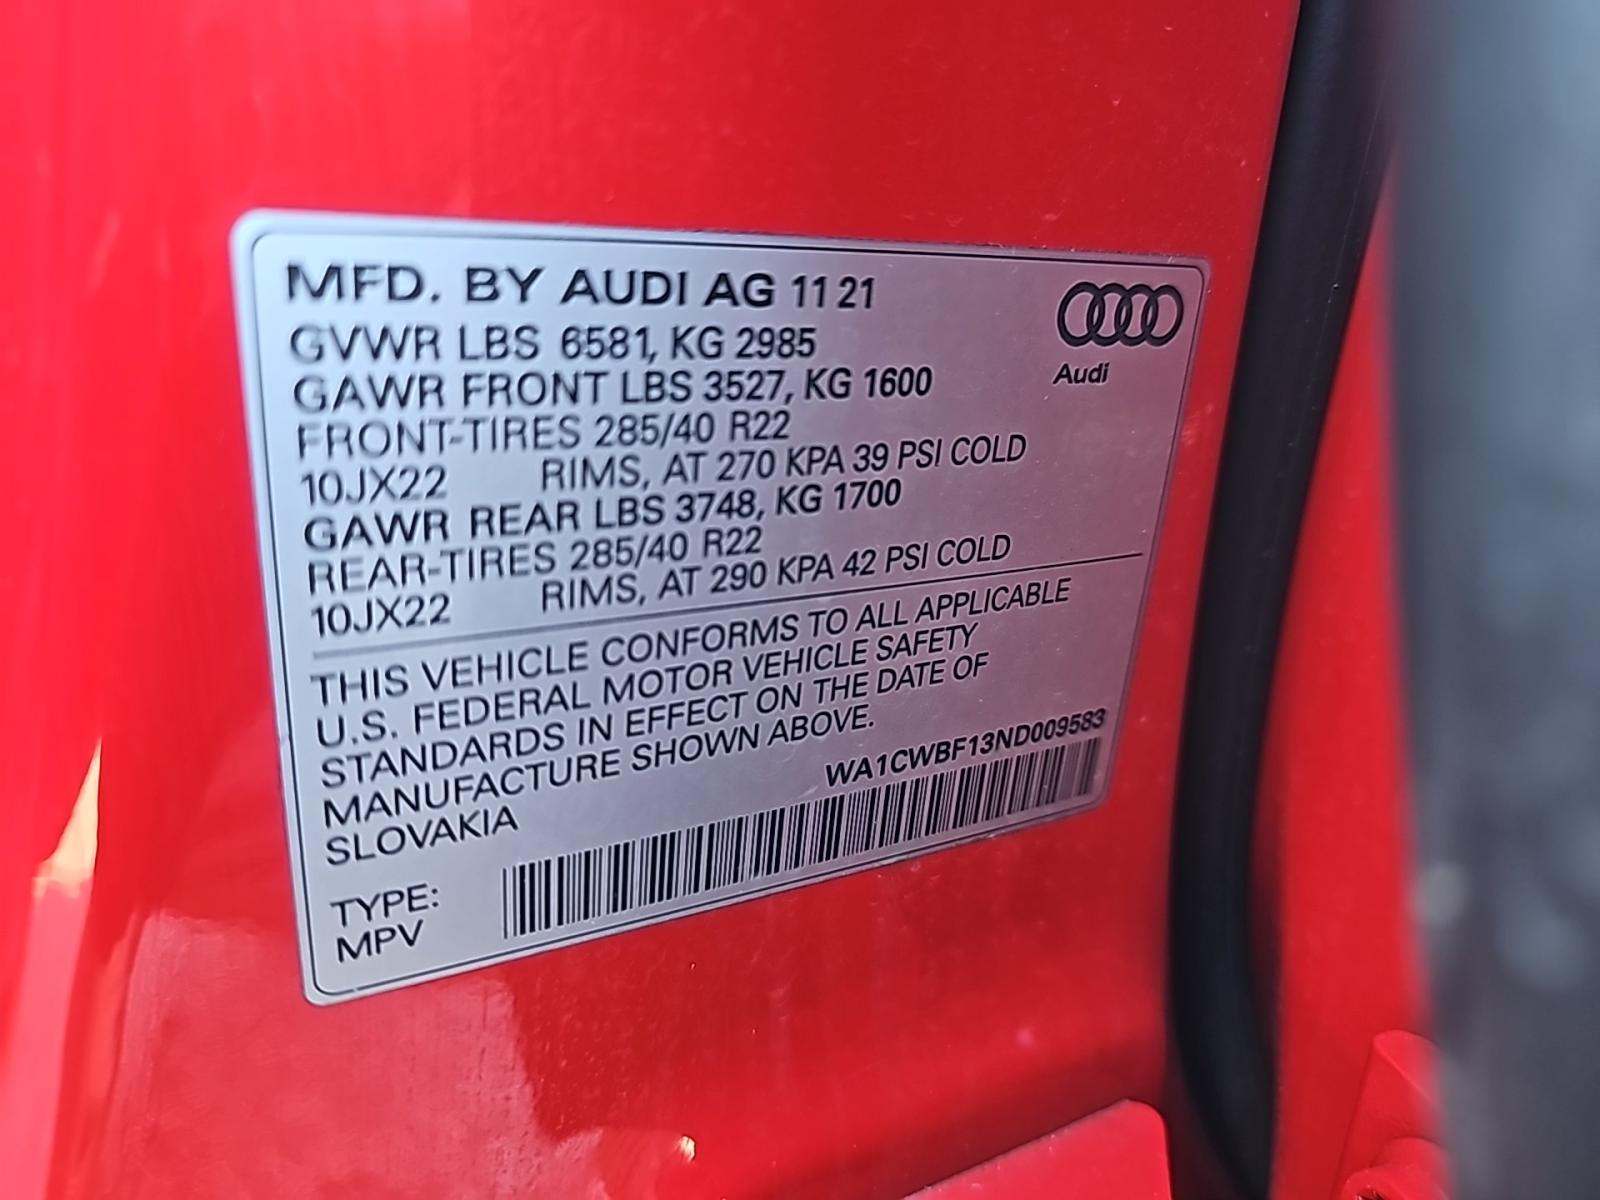 MFD. BY AUDI AG 11 21
GVWR LBS 6581, KG 2985
GAWR FRONT LBS 3527, KG 1600
FRONT-TIRES 285/40 R22
10JX22 RIMS, AT 270 KPA 39 PSI COLD
GAWR REAR LBS 3748, KG 1700
REAR-TIRES 285/40 R22
10JX22 RIMS, AT 290 KPA 42 PSI COLD
Audi
THIS VEHICLE CONFORMS TO ALL APPLICABLE
U.S. FEDERAL MOTOR VEHICLE SAFETY
STANDARDS IN EFFECT ON THE DATE OF
MANUFACTURE SHOWN ABOVE.
SLOVAKIA
WA1CWBF13ND009583
TYPE:
MPV